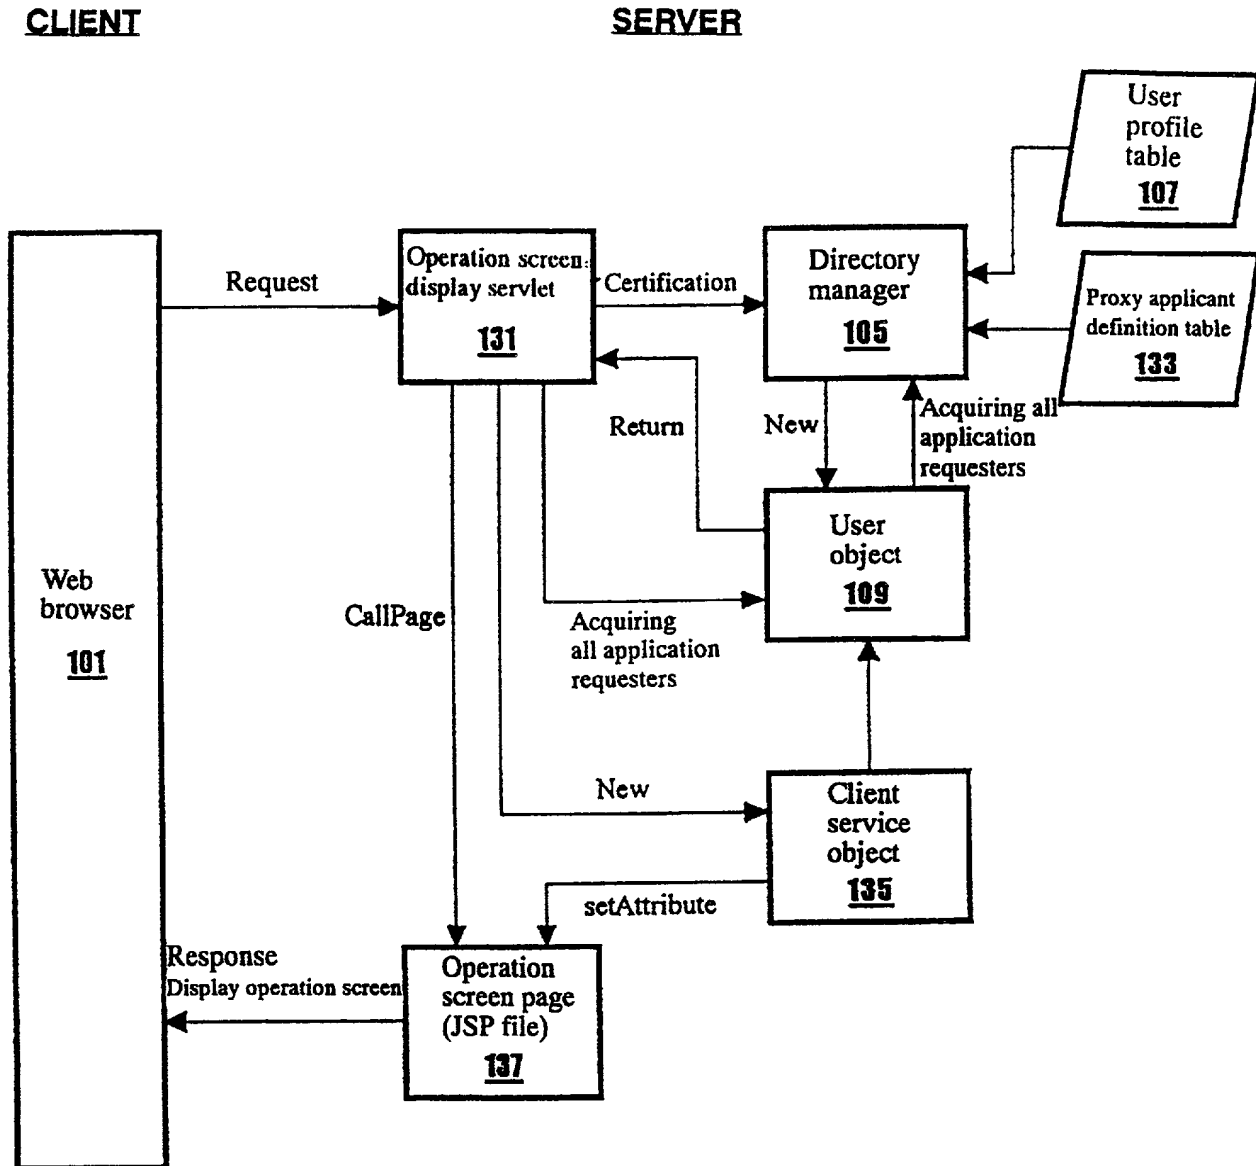 CLIENT
SERVER
User
profile
table
107
Operation screen
display servlet
131
Request
Certification
Directory
manager
105
Proxy applicant
definition table
133
Return
New
Acquiring all
application
requesters
User
object
109
Web
browser
101
CallPage
Acquiring
all application
requesters
New
Client
service
object
135
setAttribute
Response
Display operation screen
Operation
screen page
(JSP file)
137